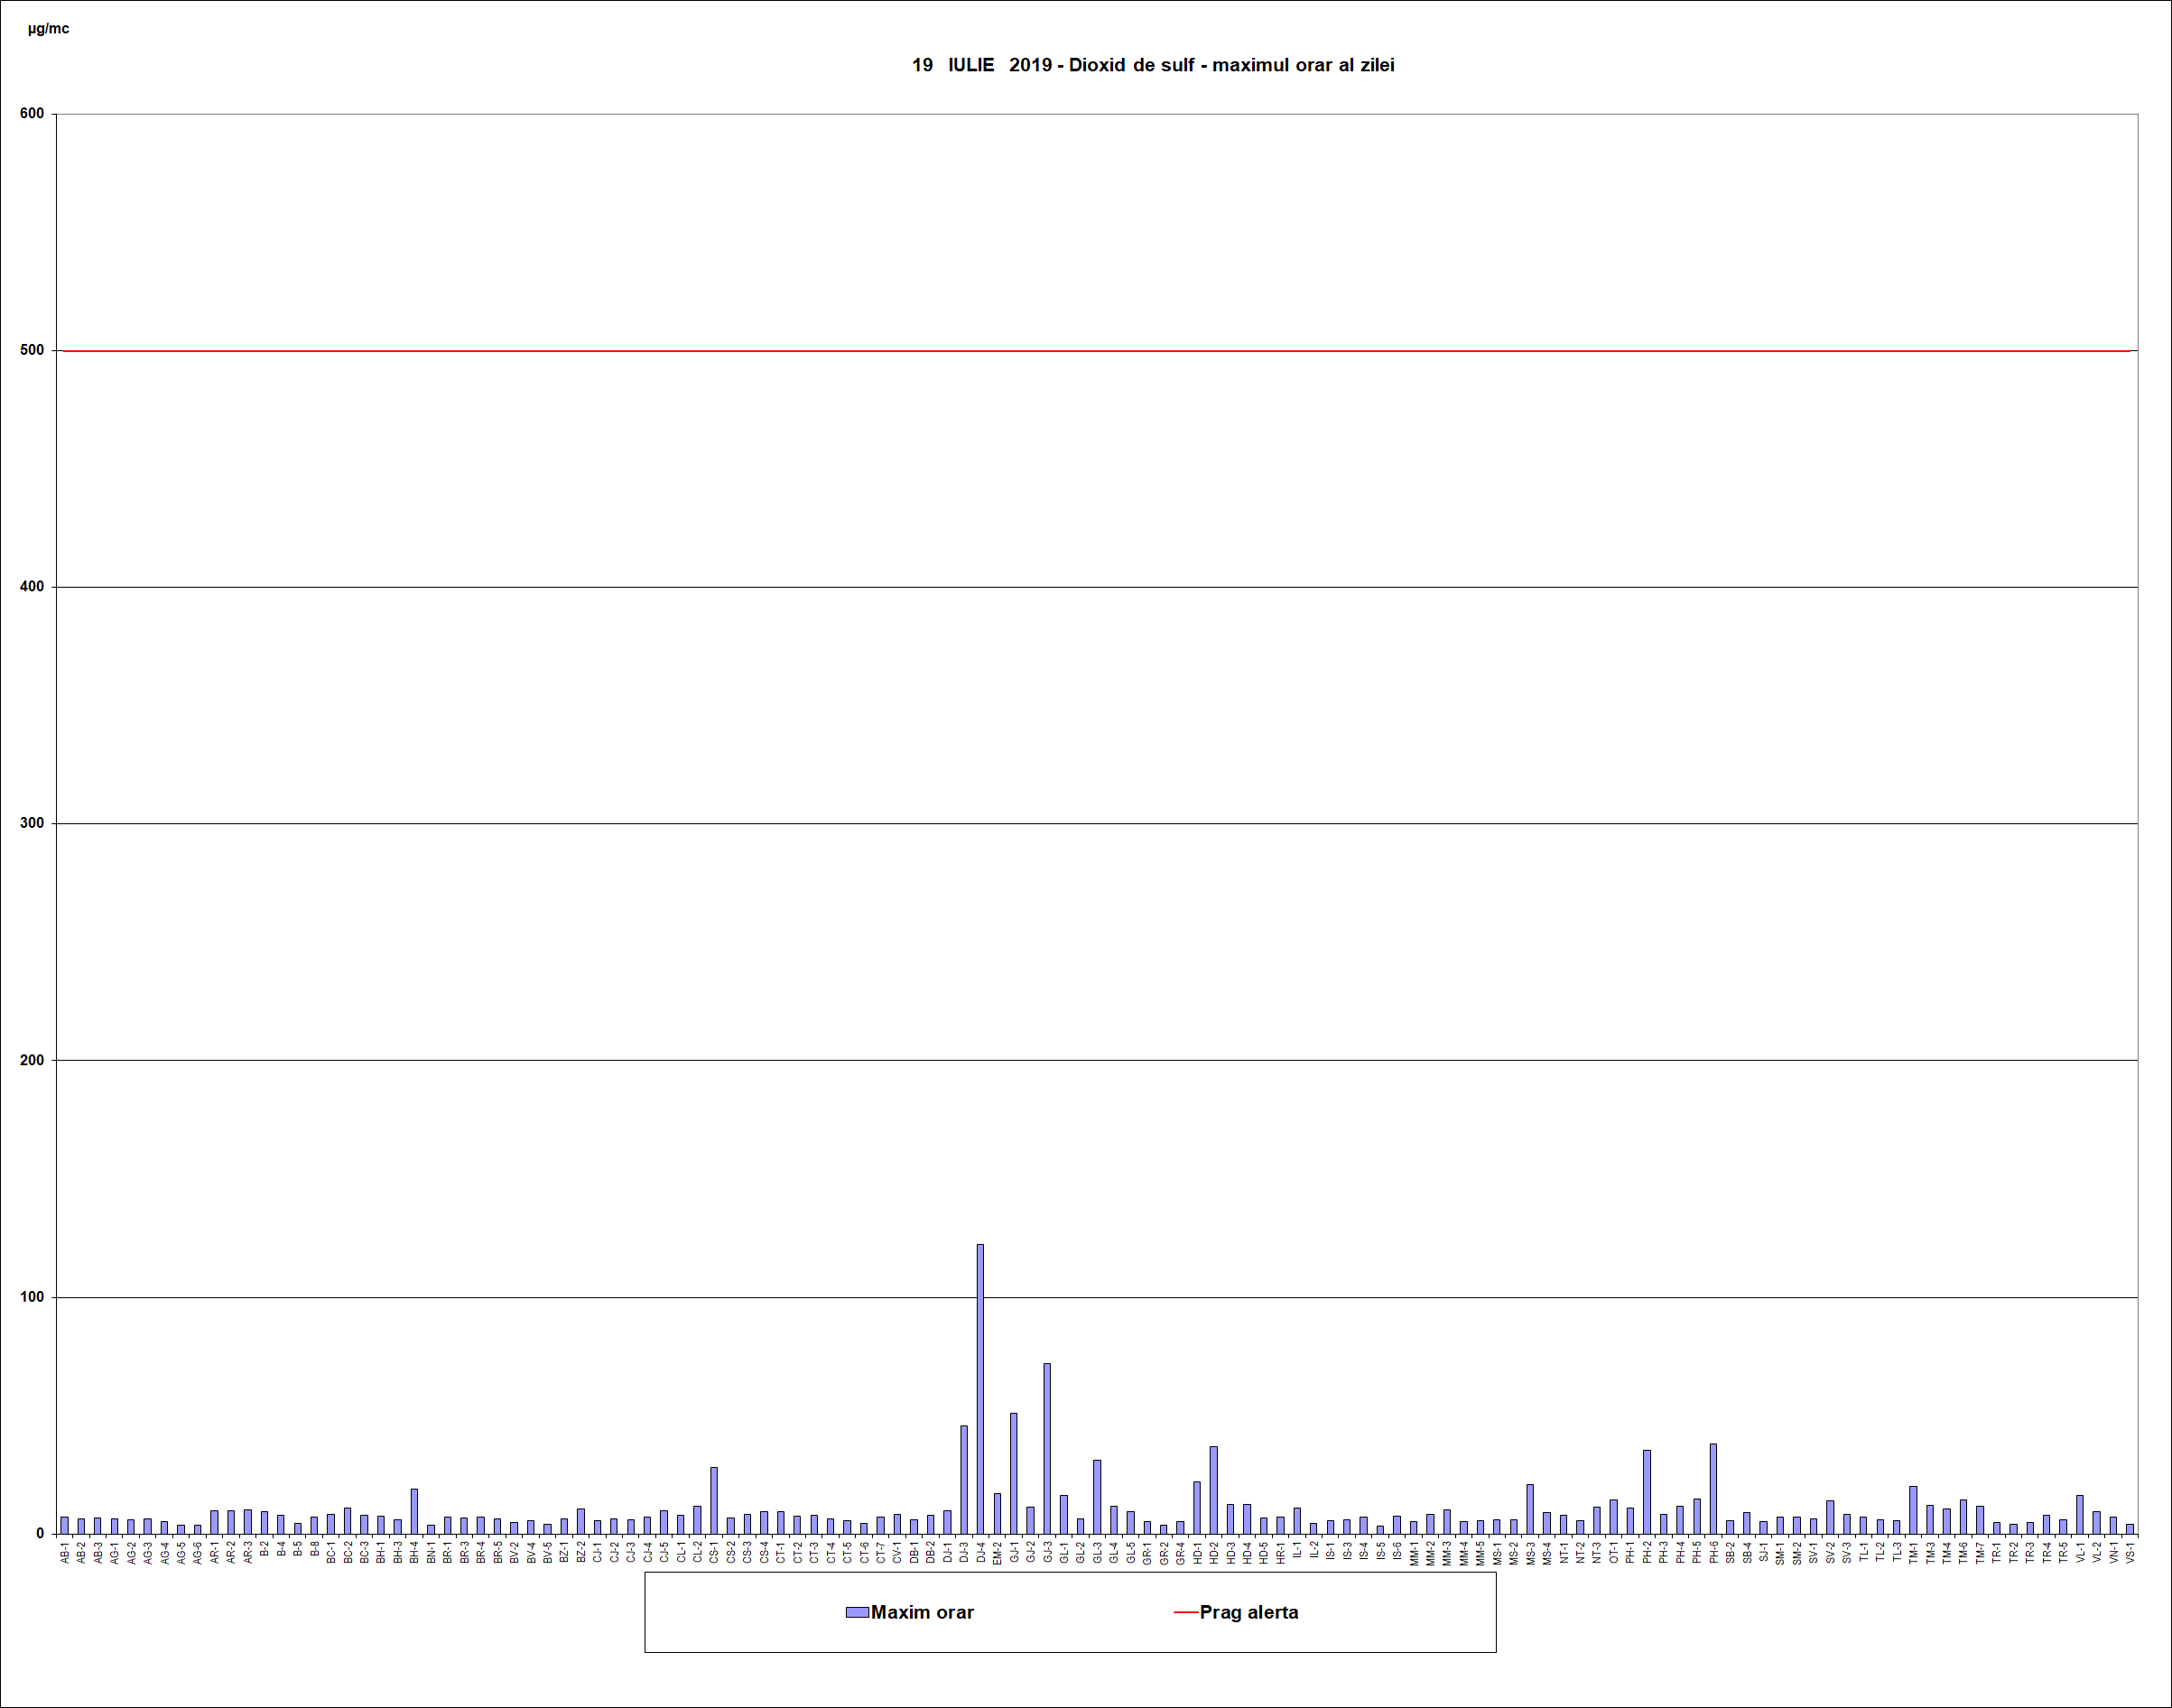 µg/mc
19 IULIE 2019 - Dioxid de sulf - maximul orar al zilei
600
500
400
300
200
100
0
AB-1 AB-2 AB-3 AG-1 AG-2 AG-3 AG-4 AG-5 AG-6 AR-1 AR-2 AR-3 B-2 B-4 B-5 B-8 BC-1 BC-2 BC-3 BH-1 BH-3 BH-4 BN-1 BR-1 BR-3 BR-4 BR-5 BV-2 BV-4 BV-5 BZ-1 BZ-2 CJ-1 CJ-2 CJ-3 CJ-4 CJ-5 CL-1 CL-2 CS-1 CS-2 CS-3 CS-4 CT-1 CT-2 CT-3 CT-4 CT-5 CT-6 CT-7 CV-1 DB-1 DB-2 DJ-1 DJ-3 DJ-4 EM-2 GJ-1 GJ-2 GJ-3 GL-1 GL-2 GL-3 GL-4 GL-5 GR-1 GR-2 GR-4 HD-1 HD-2 HD-3 HD-4 HD-5 HR-1 IL-1 IL-2 IS-1 IS-3 IS-4 IS-5 IS-6 MM-1 MM-2 MM-3 MM-4 MM-5 MS-1 MS-2 MS-3 MS-4 NT-1 NT-2 NT-3 OT-1 PH-1 PH-2 PH-3 PH-4 PH-5 PH-6 SB-2 SB-4 SJ-1 SM-1 SM-2 SV-1 SV-2 SV-3 TL-1 TL-2 TL-3 TM-1 TM-3 TM-4 TM-6 TM-7 TR-1 TR-2 TR-3 TR-4 TR-5 VL-1 VL-2 VN-1 VS-1
Maxim orar Prag alerta